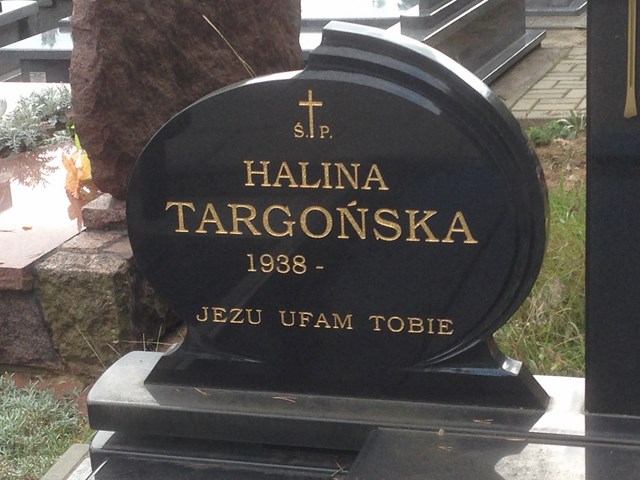 Ś. P.
HALINA
TARGOŃSKA
1938 -
JEZU UFAM TOBIE